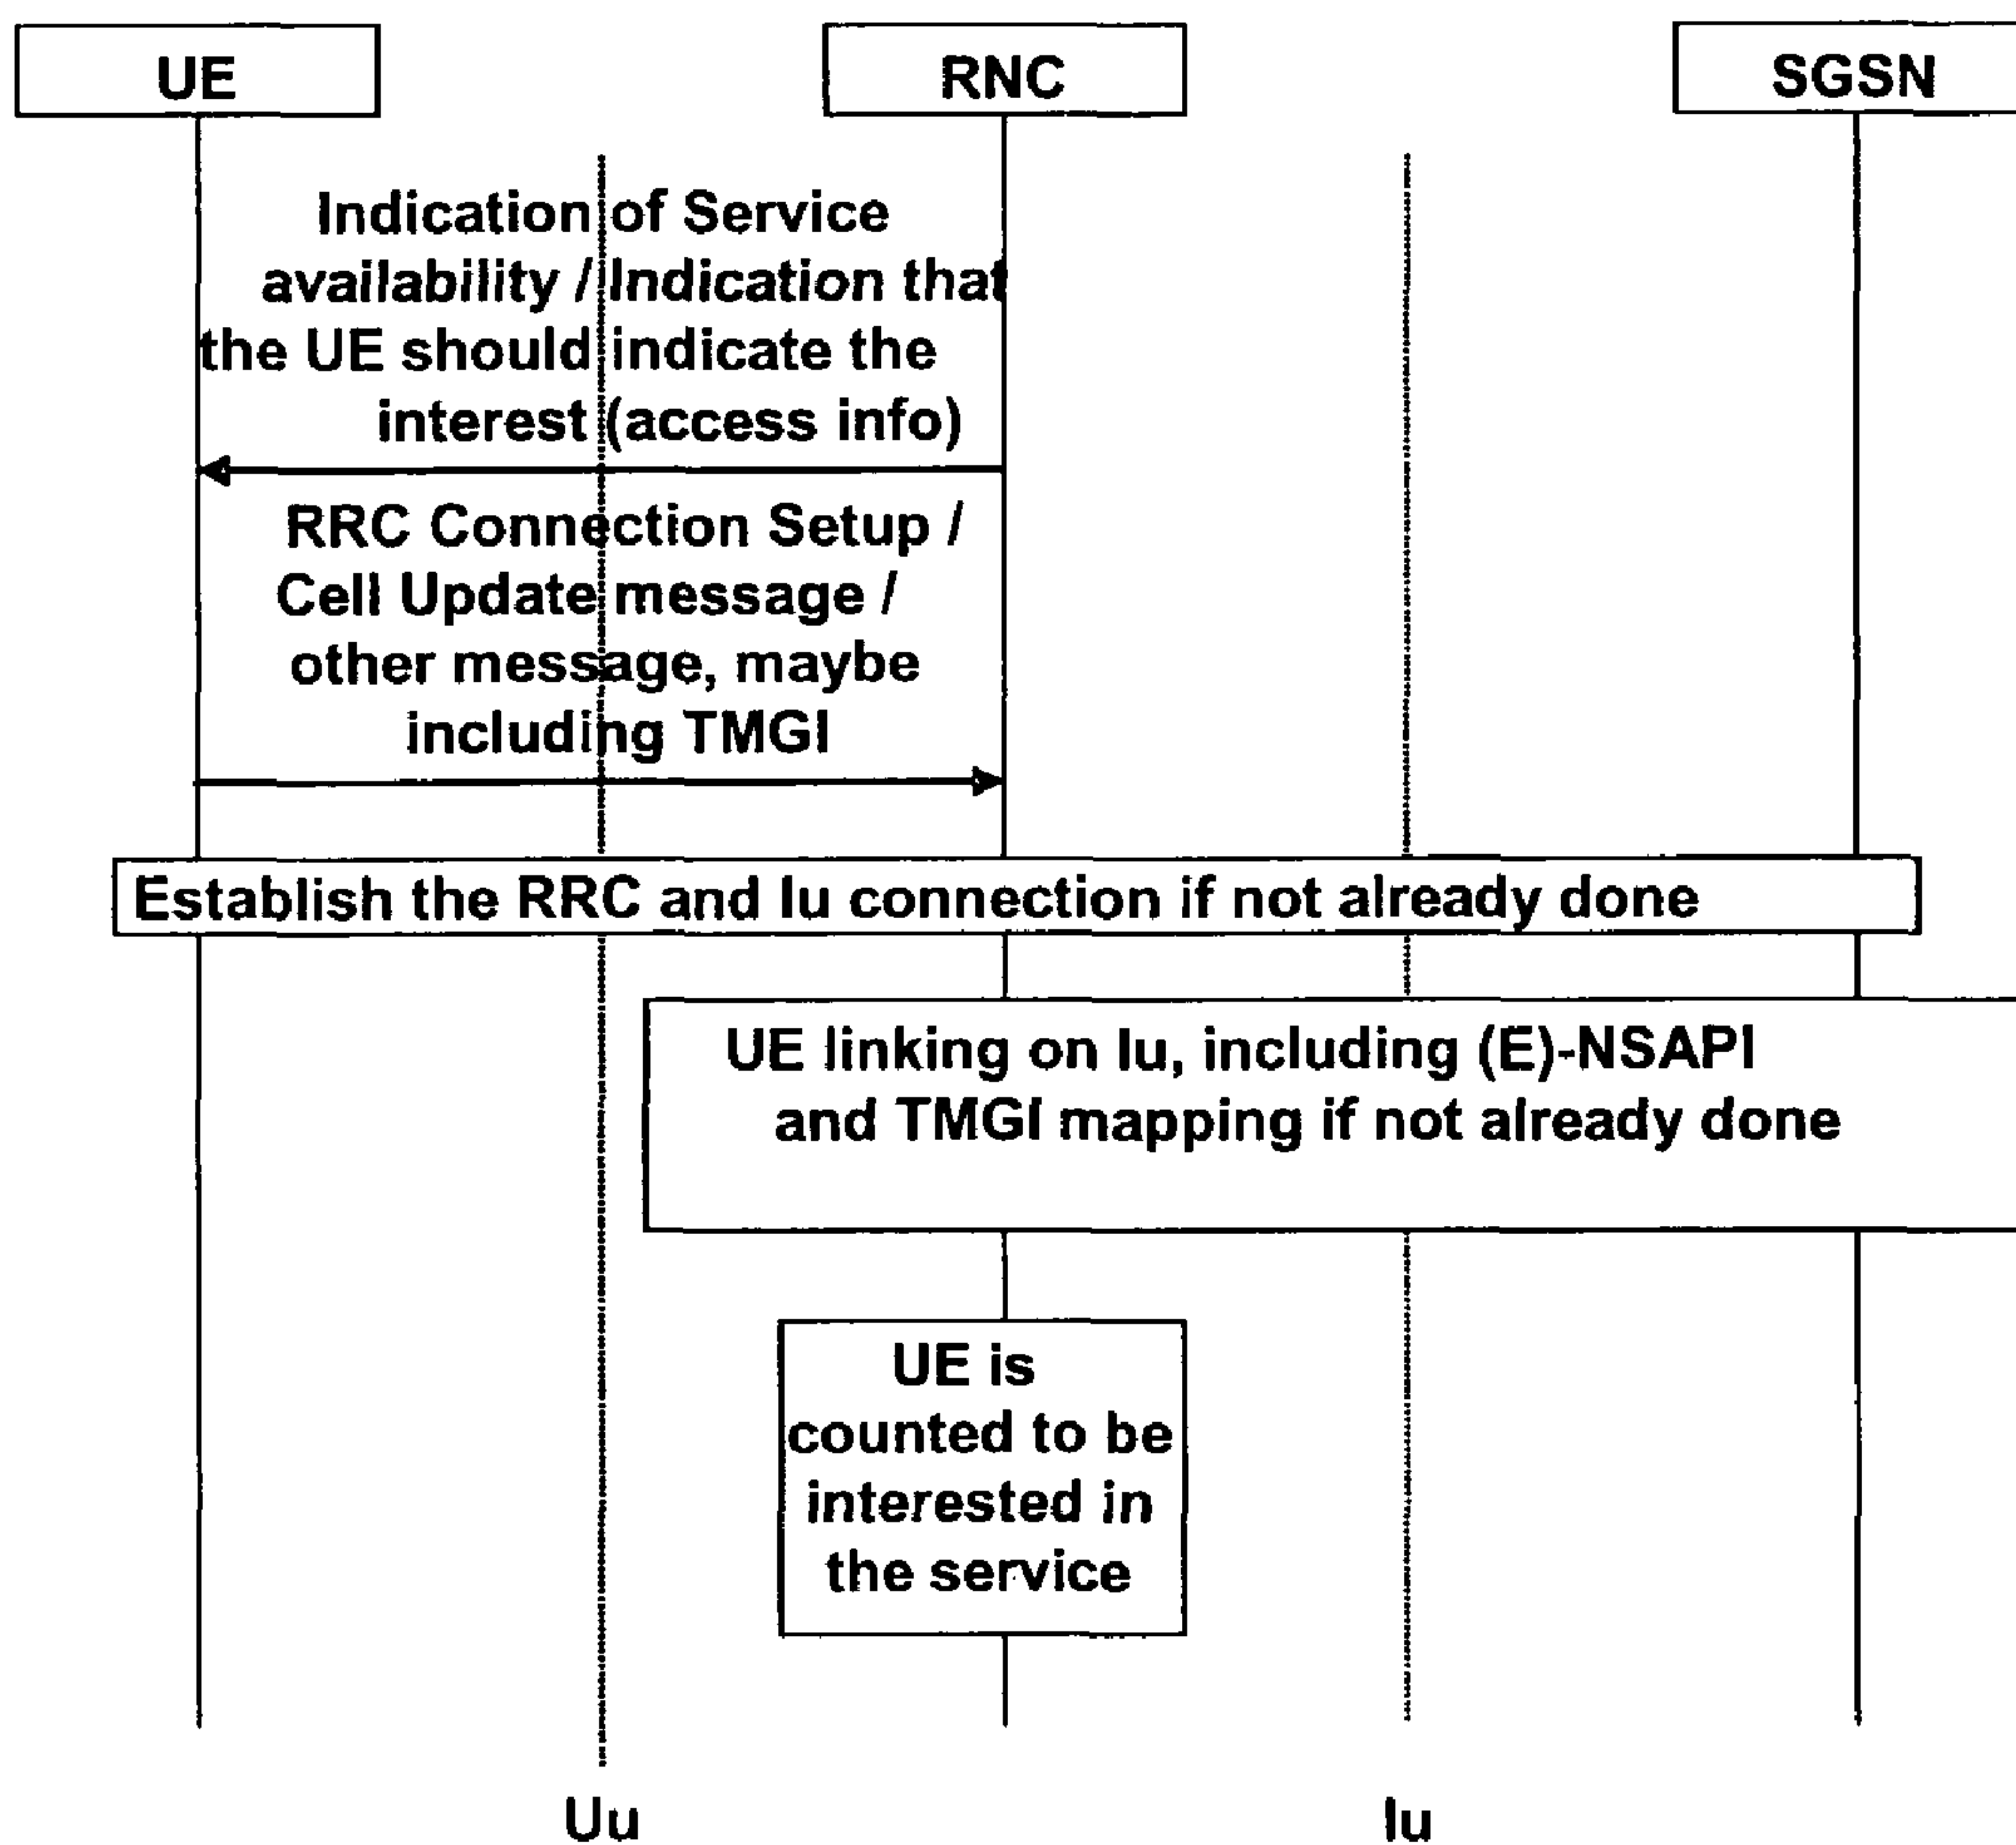 UE
RNC
SGSN
Indication of Service
availability / Indication that
the UE should indicate the
interest (access info)
RRC Connection Setup /
Cell Update message /
other message, maybe
including TMGI
Establish the RRC and Iu connection if not already done
UE linking on Iu, including (E)-NSAPI
and TMGI mapping if not already done
UE is
counted to be
interested in
the service
Uu
Iu